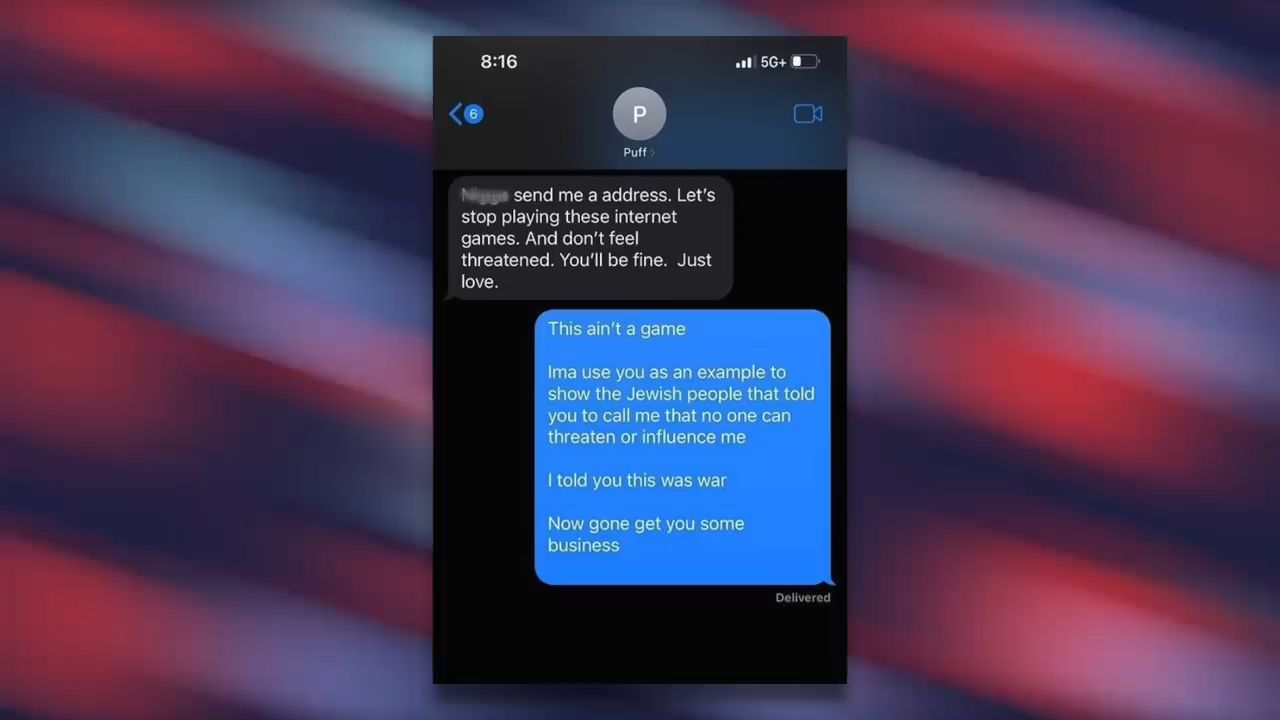 8:16
5G+
6
P
Puff
send me a address. Let's
stop playing these internet
games. And don't feel
threatened. You'll be fine. Just
love.
This ain't a game
Ima use you as an example to
show the Jewish people that told
you to call me that no one can
threaten or influence me
I told you this was war
Now gone get you some
business
Delivered